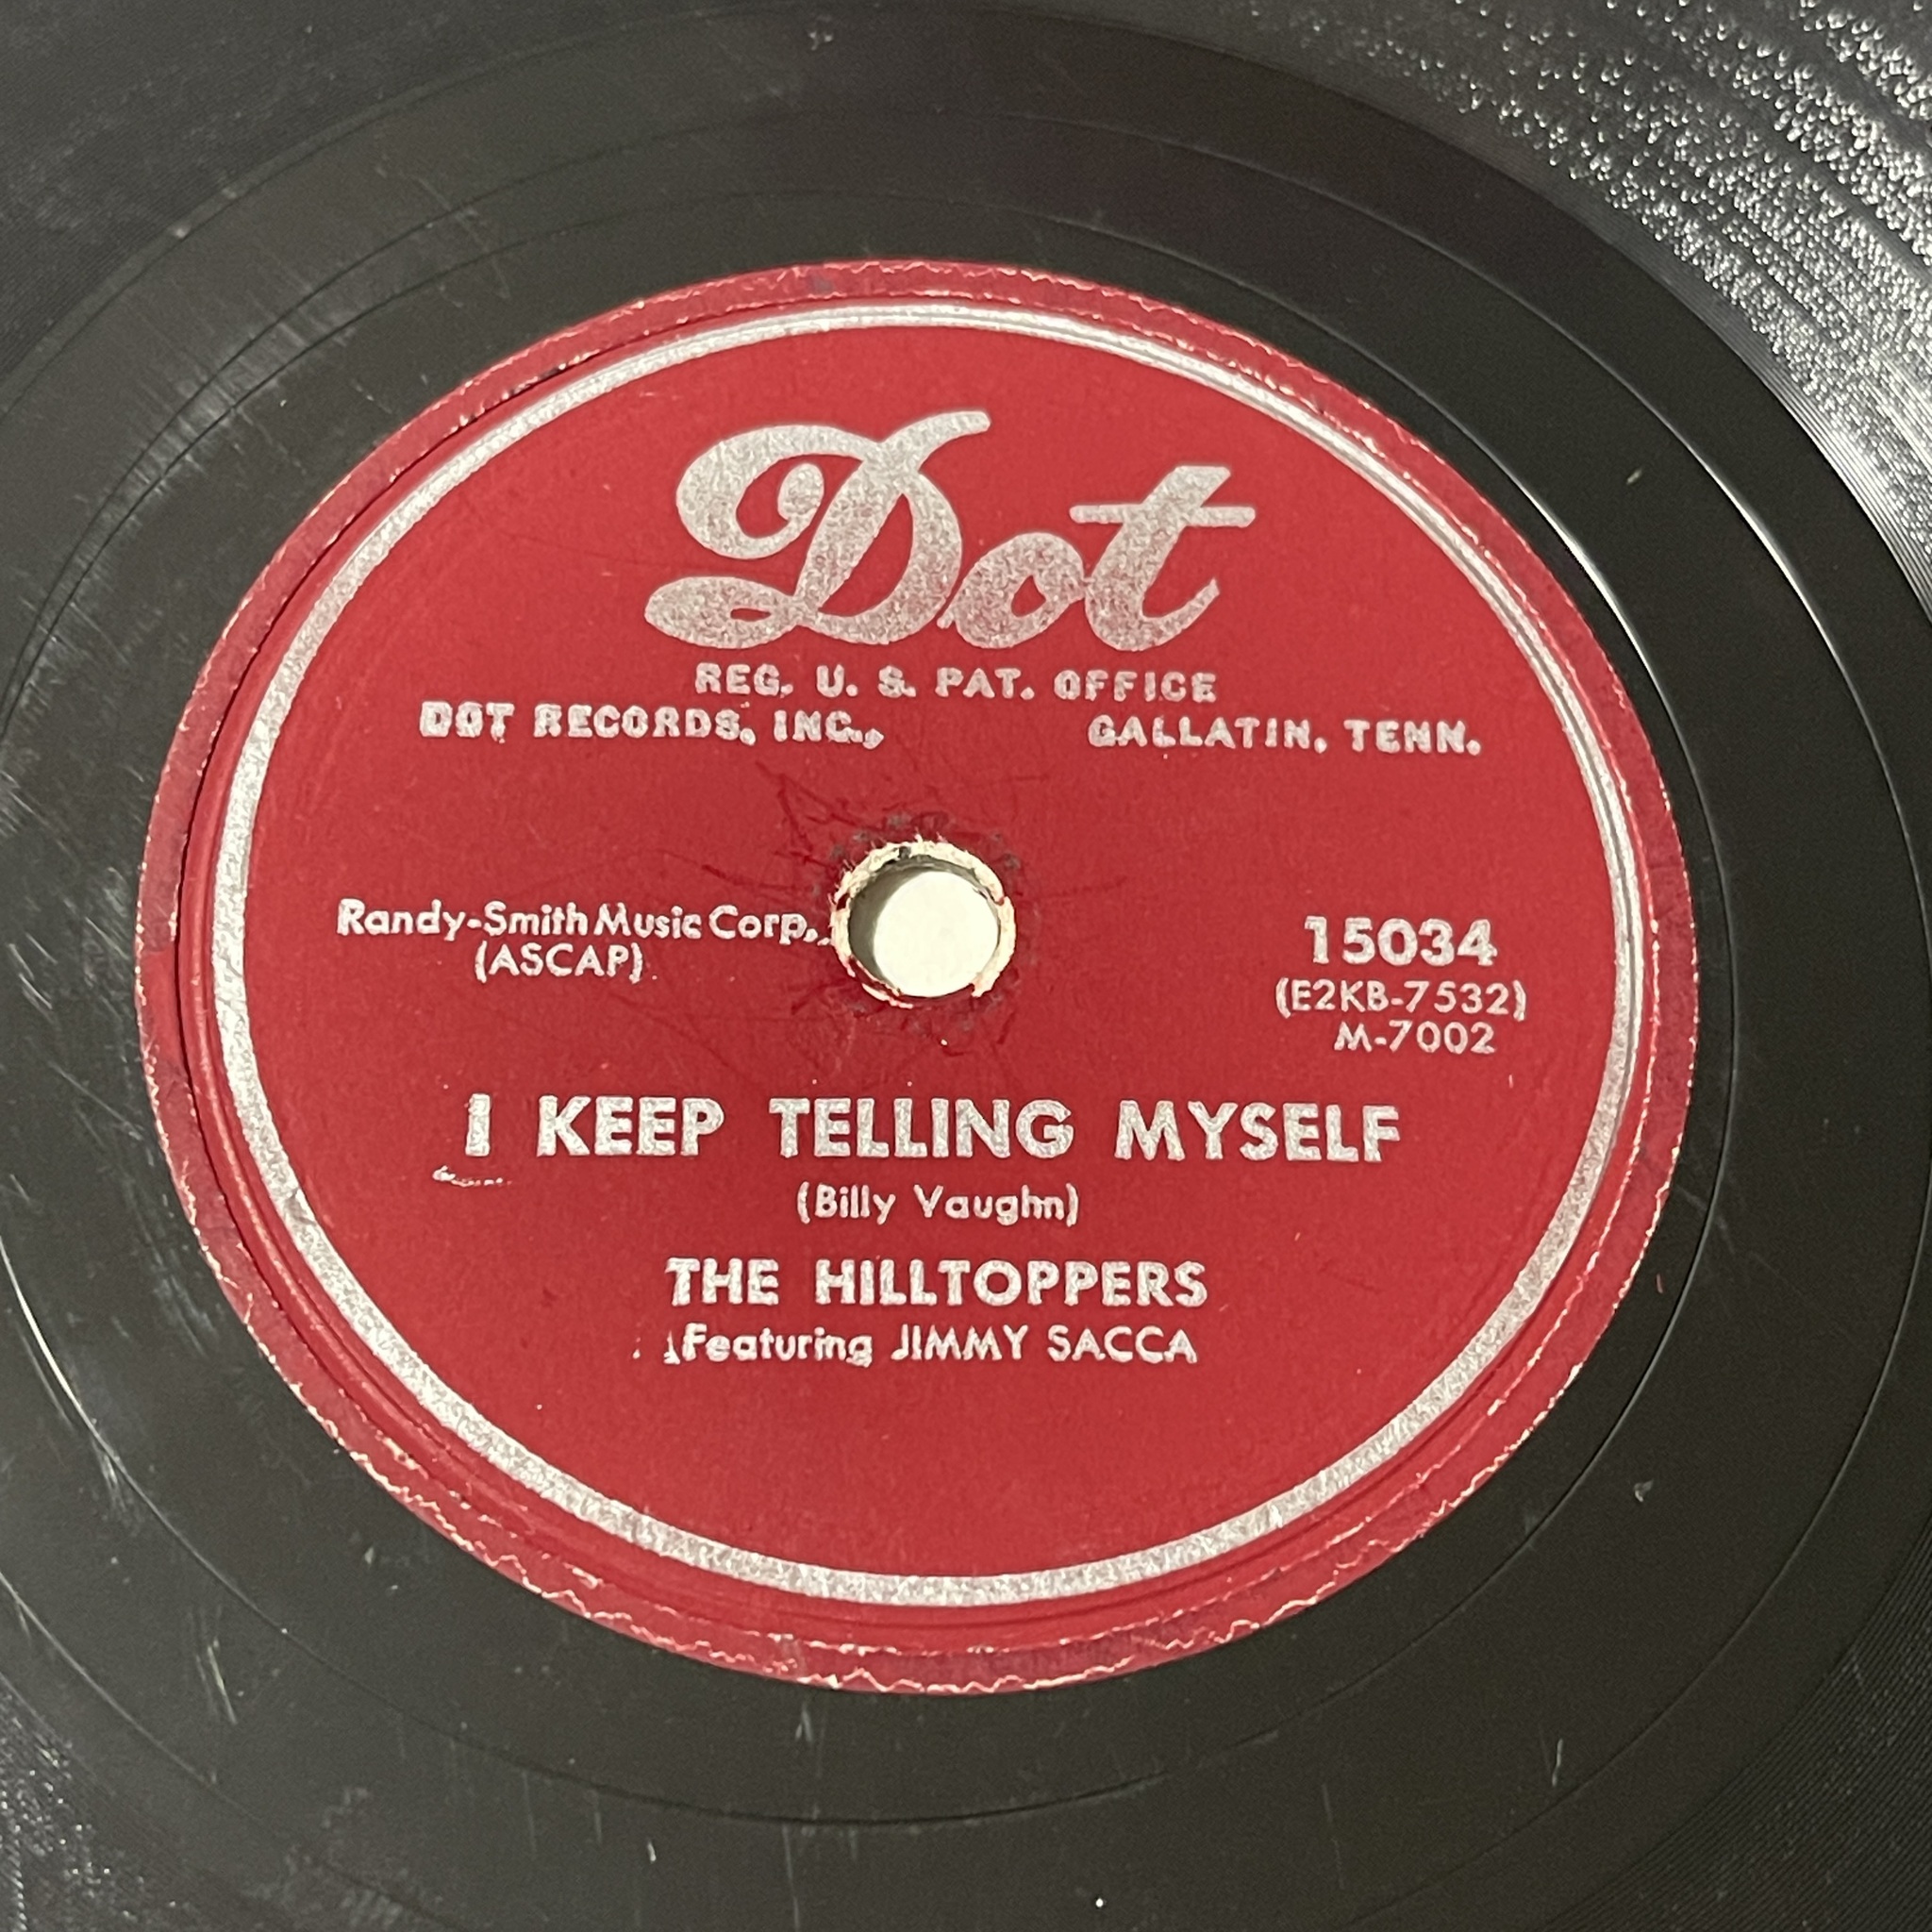 Dot
REG. U. S. PAT. OFFICE
DOT RECORDS, INC., GALLATIN, TENN.
Randy-Smith Music Corp.
(ASCAP)
15034
(E2KB-7532)
M-7002
I KEEP TELLING MYSELF
(Billy Vaughn)
THE HILLTOPPERS
Featuring JIMMY SACCA